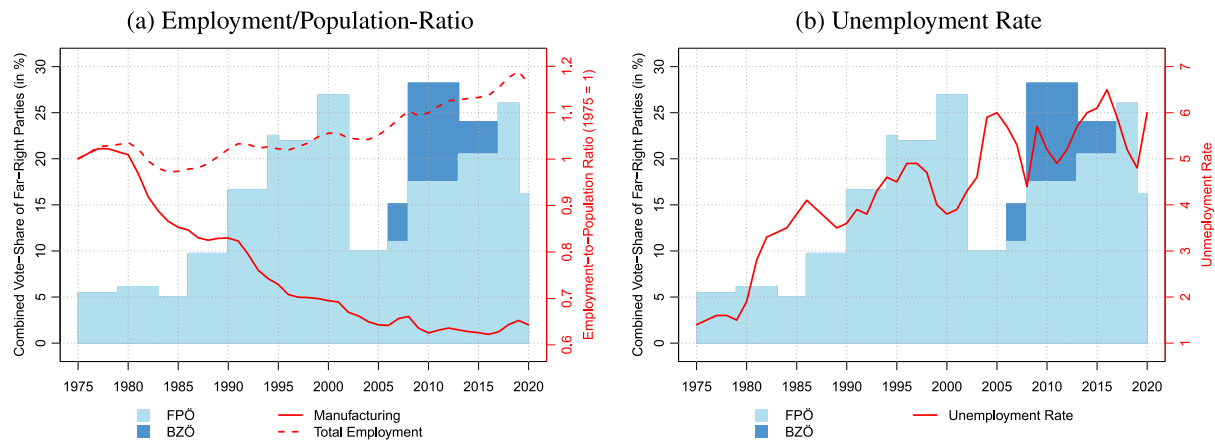 (a) Employment/Population-Ratio
Combined Vote-Share of Far-Right Parties (in %)
30
25
20
15
10
5
0
1.2
1.1
1
0.9
0.8
0.7
0.6
Employment-to-Population Ratio (1975 = 1)
1975 1980 1985 1990 1995 2000 2005 2010 2015 2020
FPÖ Manufacturing
BZÖ Total Employment
(b) Unemployment Rate
Combined Vote-Share of Far-Right Parties (in %)
30
25
20
15
10
5
0
7
6
5
4
3
2
1
Unmeployment Rate
1975 1980 1985 1990 1995 2000 2005 2010 2015 2020
FPÖ Unemployment Rate
BZÖ